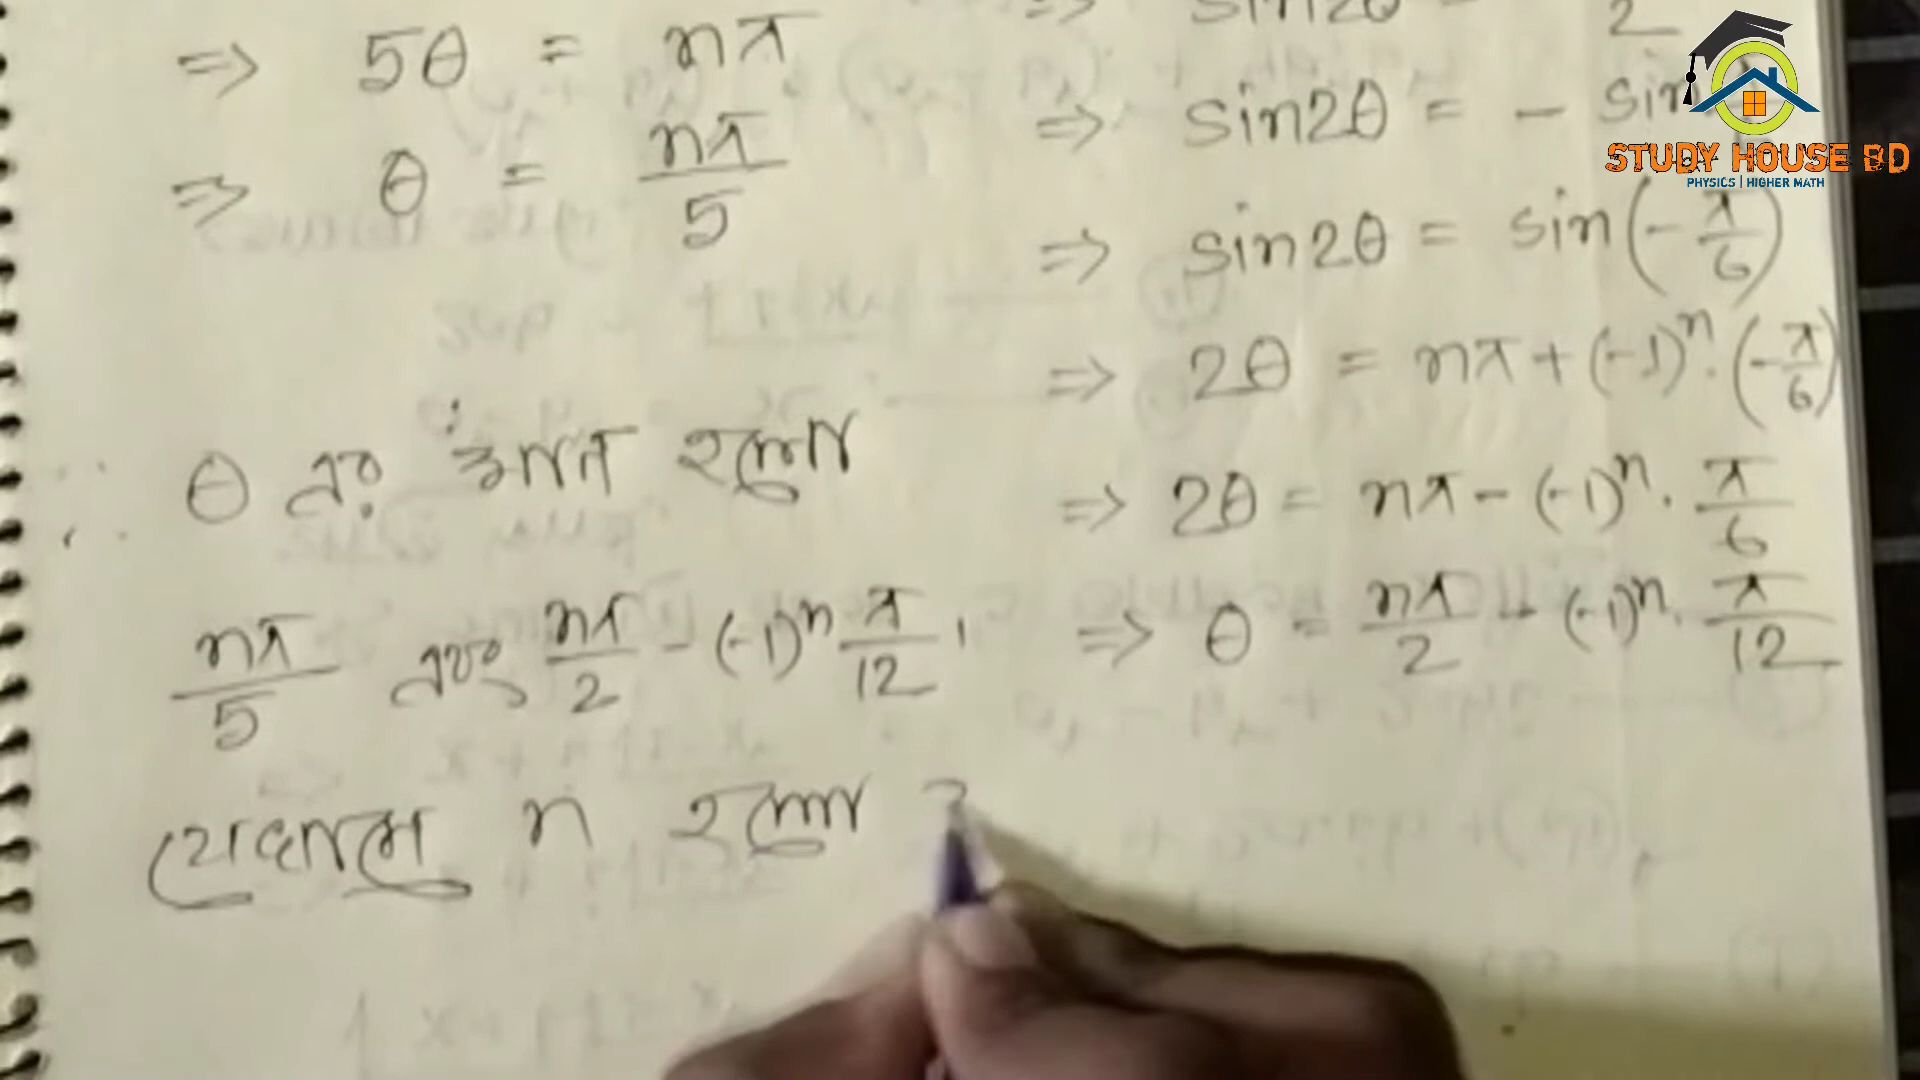 ⇒ 5θ = nπ
⇒ θ = nπ/5
∴ θ এর মান হলো
nπ/5 এবং nπ/2 - (-1)ⁿ π/12 ,
যেখানে n হলো
⇒ sin2θ = -
⇒ sin2θ = - sin
⇒ sin2θ = sin(-π/6)
⇒ 2θ = nπ + (-1)ⁿ · (-π/6)
⇒ 2θ = nπ - (-1)ⁿ · π/6
⇒ θ = nπ/2 - (-1)ⁿ · π/12
STUDY HOUSE BD
PHYSICS | HIGHER MATH